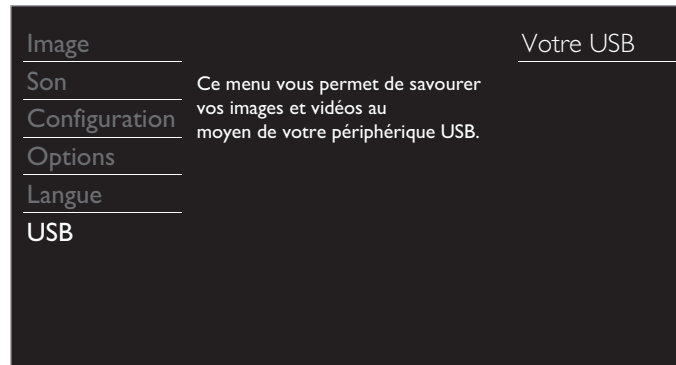 Image
Son
Configuration
Options
Langue
USB
Ce menu vous permet de savourer
vos images et vidéos au
moyen de votre périphérique USB.
Votre USB